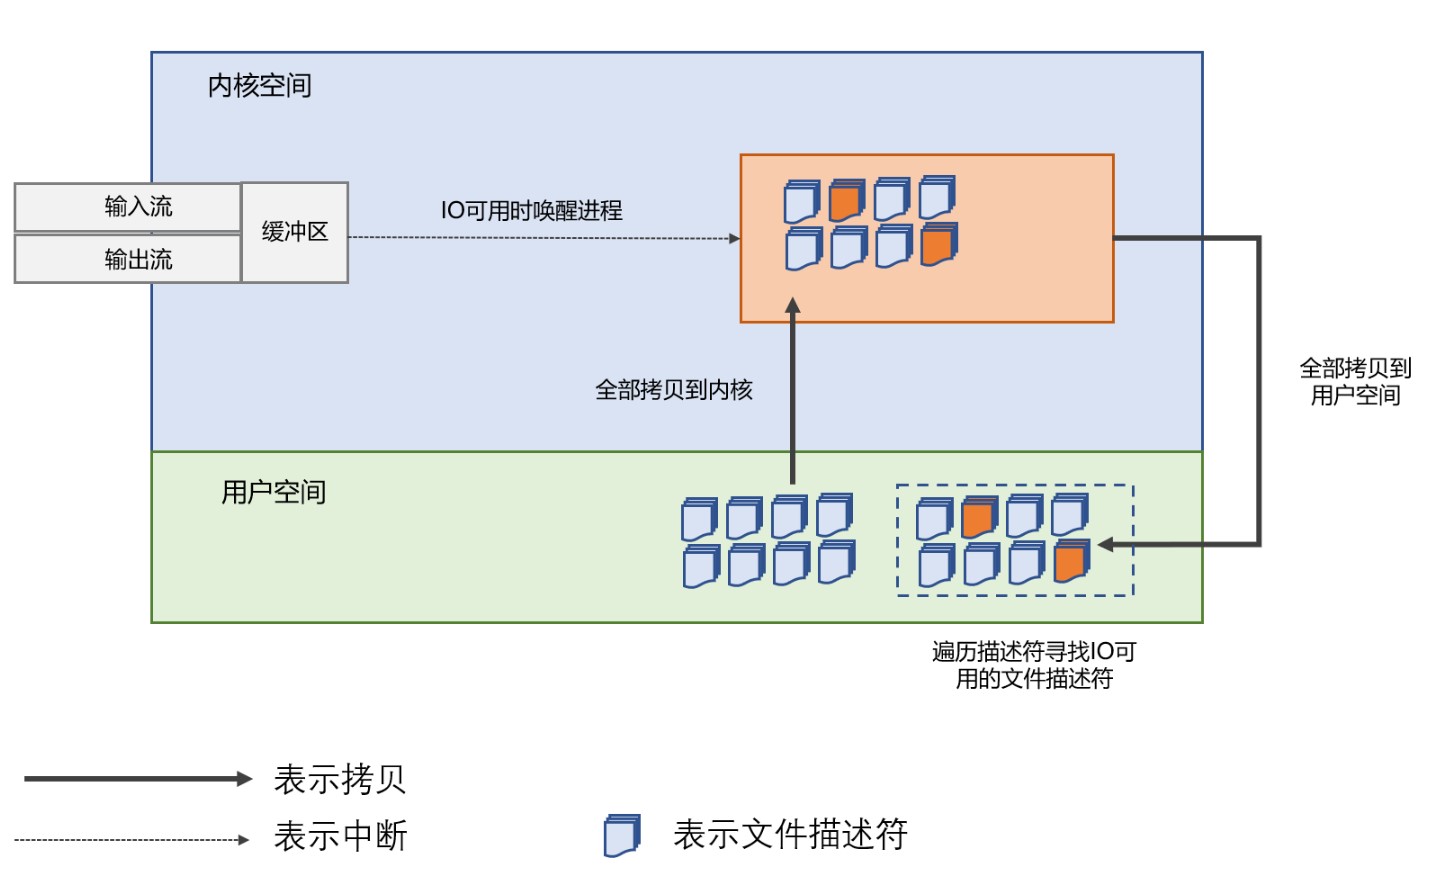 内核空间
输入流
输出流
缓冲区
IO可用时唤醒进程
全部拷贝到内核
全部拷贝到
用户空间
用户空间
遍历描述符寻找IO可
用的文件描述符
表示拷贝
表示中断
表示文件描述符